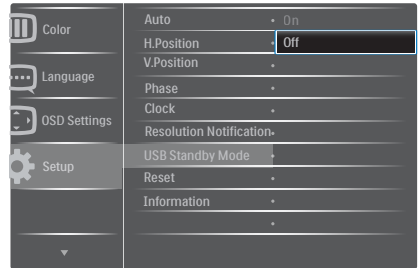 Color
Language
OSD Settings
Setup
Auto
H.Position
V.Position
Phase
Clock
Resolution Notification
USB Standby Mode
Reset
Information
On
Off